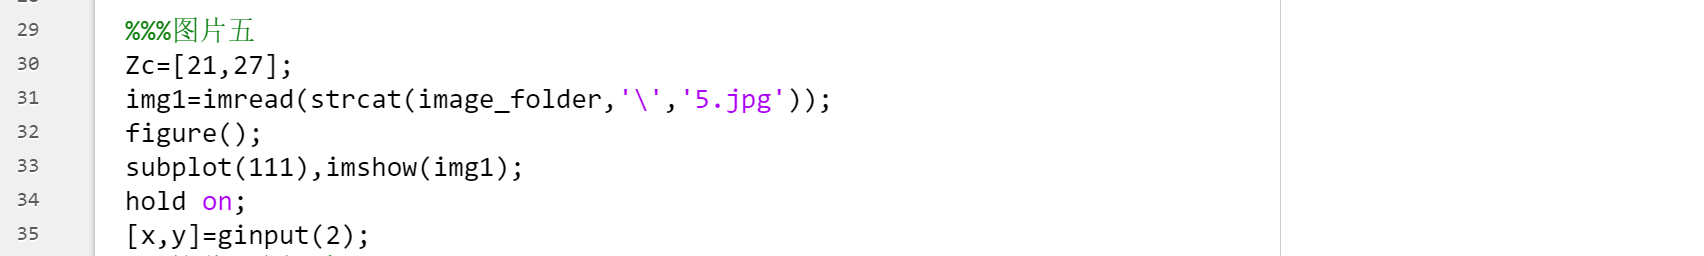 29 %%%图片五
30 Zc=[21,27];
31 img1=imread(strcat(image_folder,'\','5.jpg'));
32 figure();
33 subplot(111),imshow(img1);
34 hold on;
35 [x,y]=ginput(2);